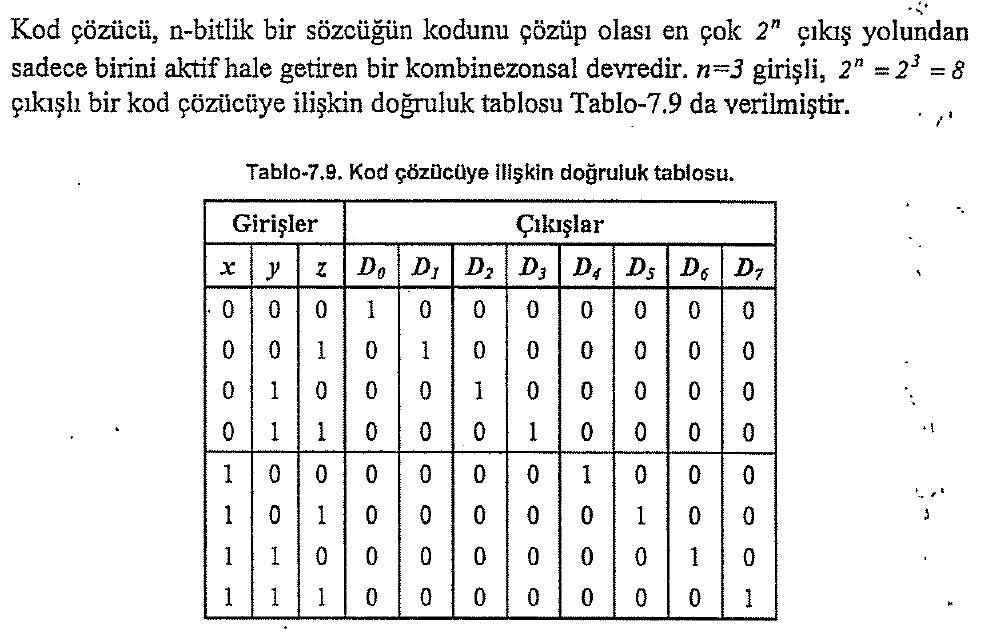 Kod çözücü, n-bitlik bir sözcüğün kodunu çözüp olası en çok 2ⁿ çıkış yolundan
sadece birini aktif hale getiren bir kombinezonsal devredir. n=3 girişli, 2ⁿ = 2³ = 8
çıkışlı bir kod çözücüye ilişkin doğruluk tablosu Tablo-7.9 da verilmiştir.
Tablo-7.9. Kod çözücüye ilişkin doğruluk tablosu.
Girişler Çıkışlar
x y z D₀ D₁ D₂ D₃ D₄ D₅ D₆ D₇
0 0 0 1 0 0 0 0 0 0 0
0 0 1 0 1 0 0 0 0 0 0
0 1 0 0 0 1 0 0 0 0 0
0 1 1 0 0 0 1 0 0 0 0
1 0 0 0 0 0 0 1 0 0 0
1 0 1 0 0 0 0 0 1 0 0
1 1 0 0 0 0 0 0 0 1 0
1 1 1 0 0 0 0 0 0 0 1